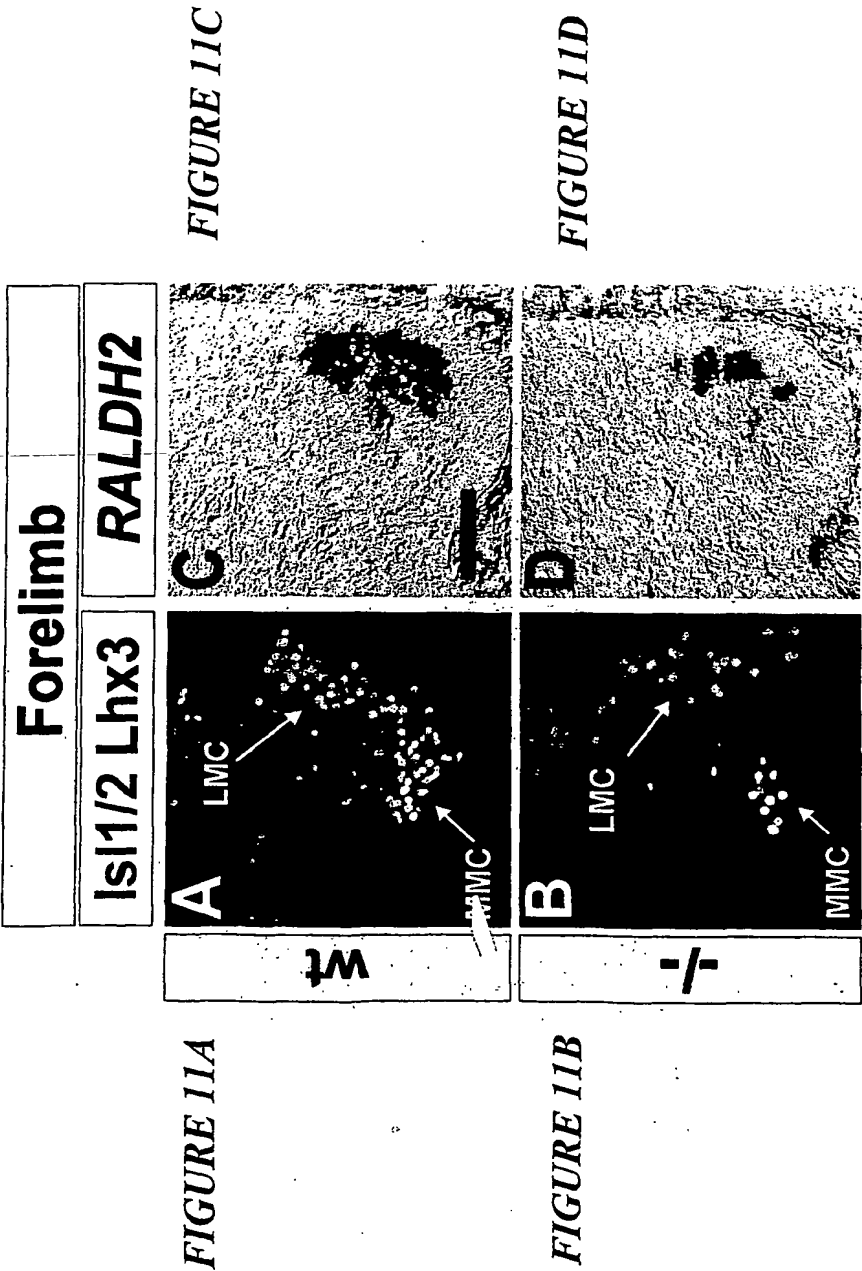 Forelimb
Isl1/2 Lhx3
RALDH2
FIGURE 11A
wt
A
LMC
MMC
C
FIGURE 11C
FIGURE 11B
-/-
B
LMC
MMC
D
FIGURE 11D